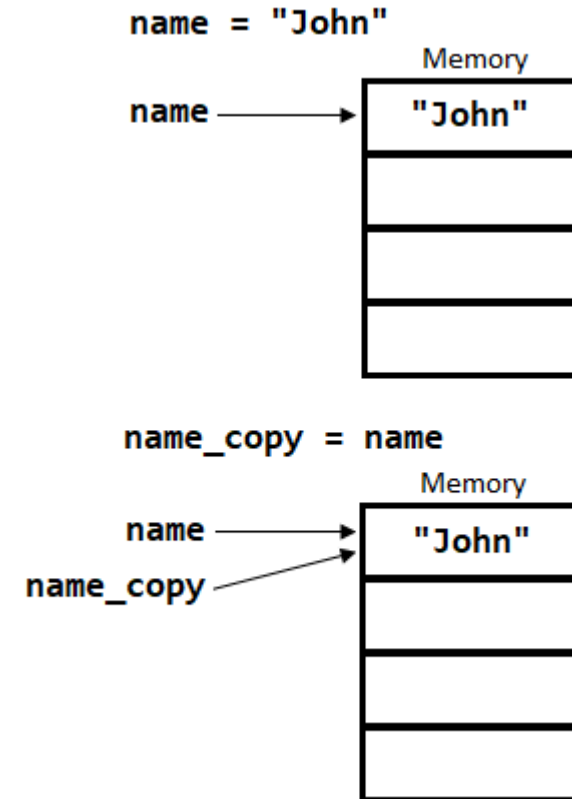 name = "John"
Memory
name "John"
name_copy = name
Memory
name "John"
name_copy